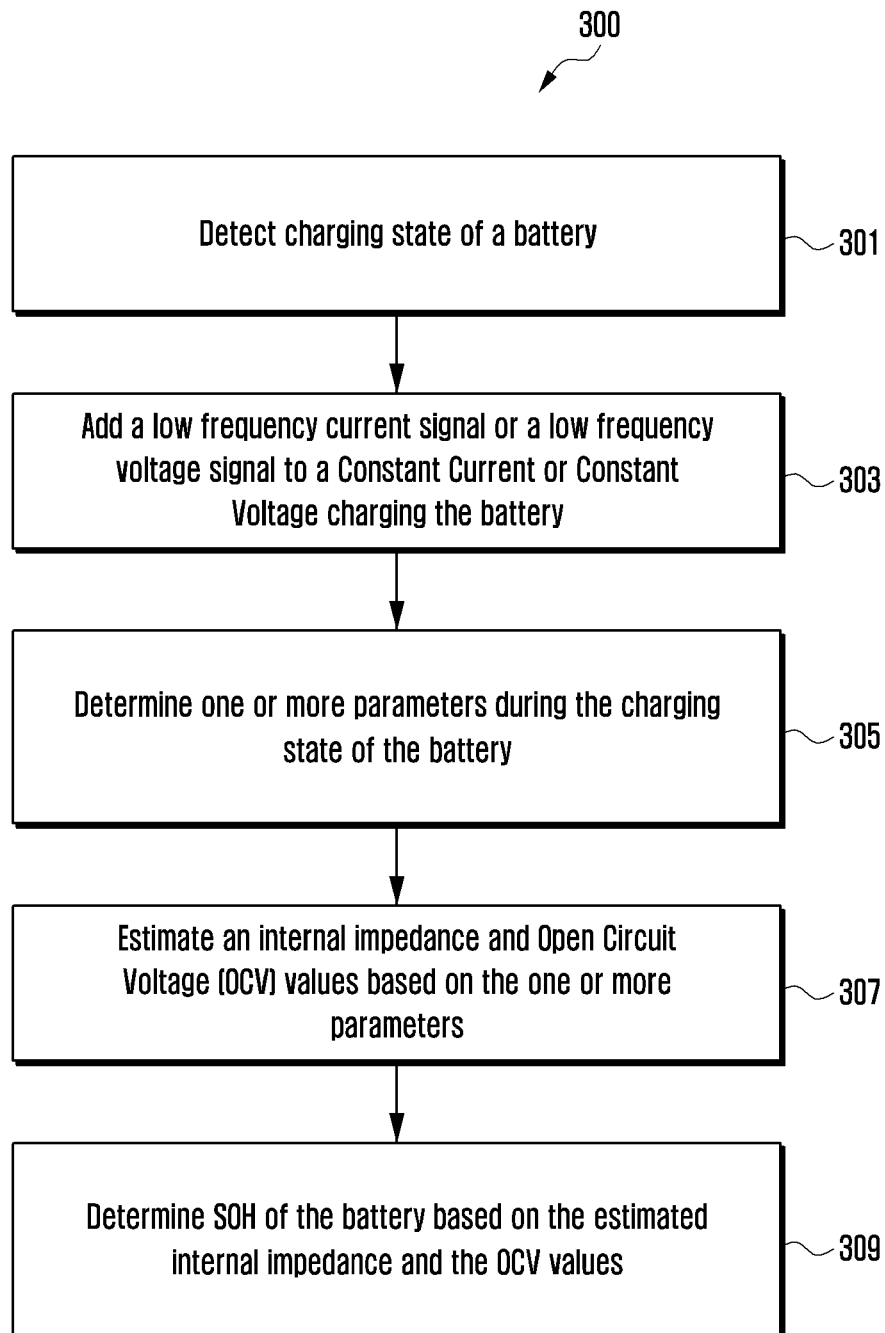 300
Detect charging state of a battery
301
Add a low frequency current signal or a low frequency
voltage signal to a Constant Current or Constant
Voltage charging the battery
303
Determine one or more parameters during the charging
state of the battery
305
Estimate an internal impedance and Open Circuit
Voltage (OCV) values based on the one or more
parameters
307
Determine SOH of the battery based on the estimated
internal impedance and the OCV values
309